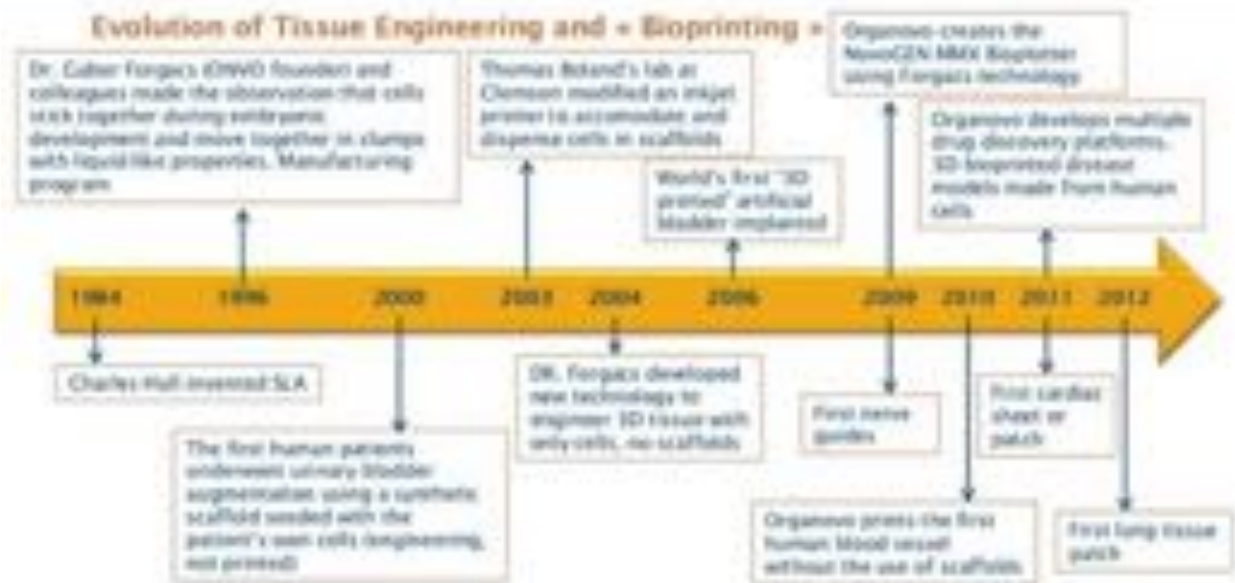 Evolution of Tissue Engineering and « Bioprinting »
Dr. Gabor Forgacs (ONVO founder) and
colleagues made the observation that cells
stick together during embryonic
development and move together in clumps
with liquid-like properties. Manufacturing
program
Thomas Boland's lab at
Clemson modified an inkjet
printer to accomodate and
disperse cells in scaffolds
World's first "3D
printed" artificial
bladder implanted
Organovo creates the
NovoGEN MMX Bioprinter
using Forgacs technology
Organovo develops multiple
drug discovery platforms,
3D bioprinted disease
models made from human
cells
1984 1996 2000 2003 2004 2006 2009 2010 2011 2012
Charles Hull invented SLA
The first human patients
underwent urinary bladder
augmentation using a synthetic
scaffold seeded with the
patient's own cells (engineering,
not printed)
DR. Forgacs developed
new technology to
engineer 3D tissue with
only cells, no scaffolds
First nerve
guides
Organovo prints the first
human blood vessel
without the use of scaffolds
First cardiac
sheet or
patch
First lung tissue
patch